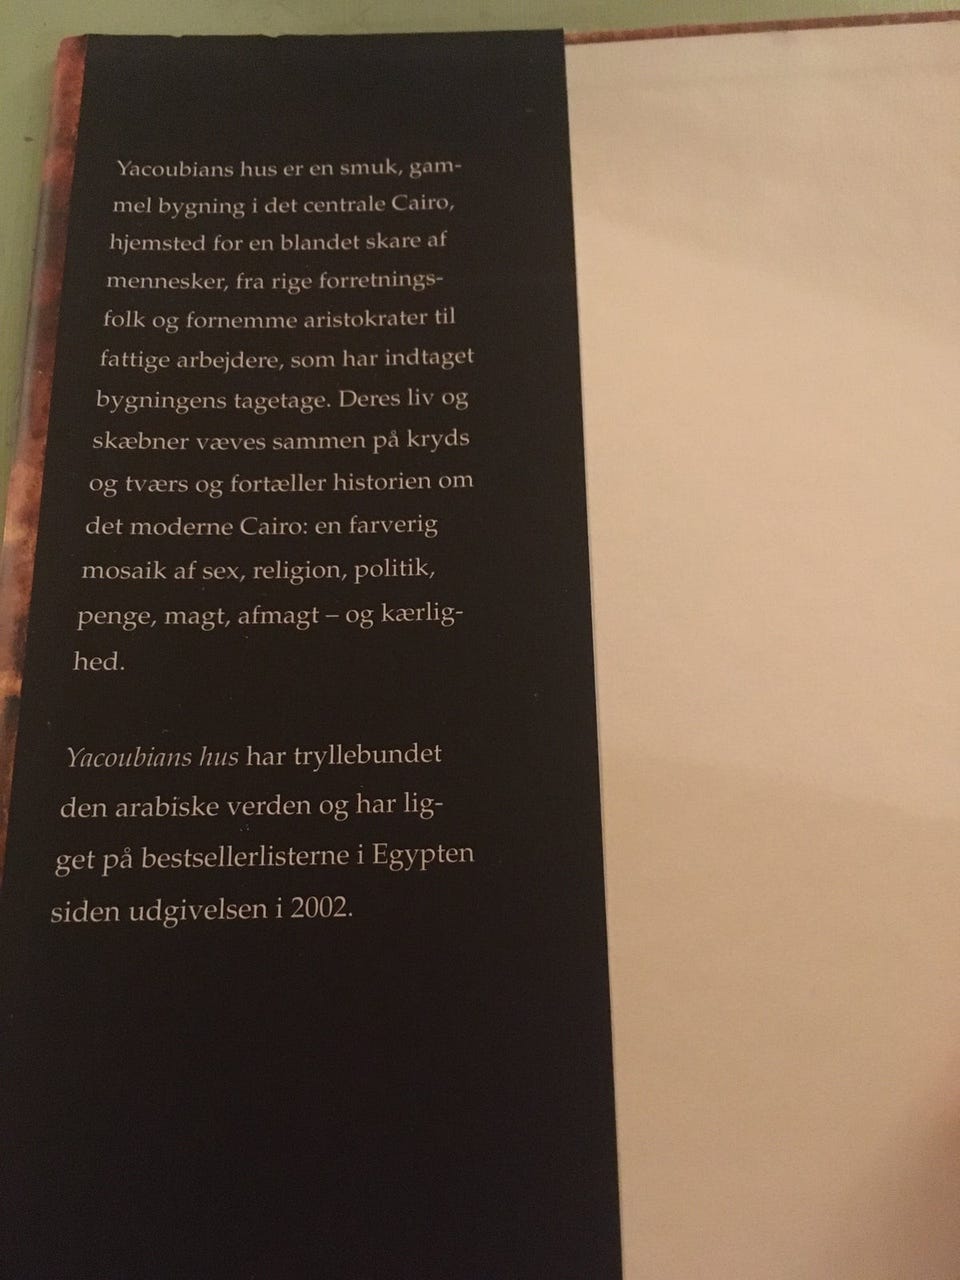 Yacoubians hus er en smuk, gam-
mel bygning i det centrale Cairo,
hjemsted for en blandet skare af
mennesker, fra rige forretnings-
folk og fornemme aristokrater til
fattige arbejdere, som har indtaget
bygningens tagetage. Deres liv og
skæbner væves sammen på kryds
og tværs og fortæller historien om
det moderne Cairo: en farverig
mosaik af sex, religion, politik,
penge, magt, afmagt – og kærlig-
hed.
Yacoubians hus har tryllebundet
den arabiske verden og har lig-
get på bestsellerlisterne i Egypten
siden udgivelsen i 2002.